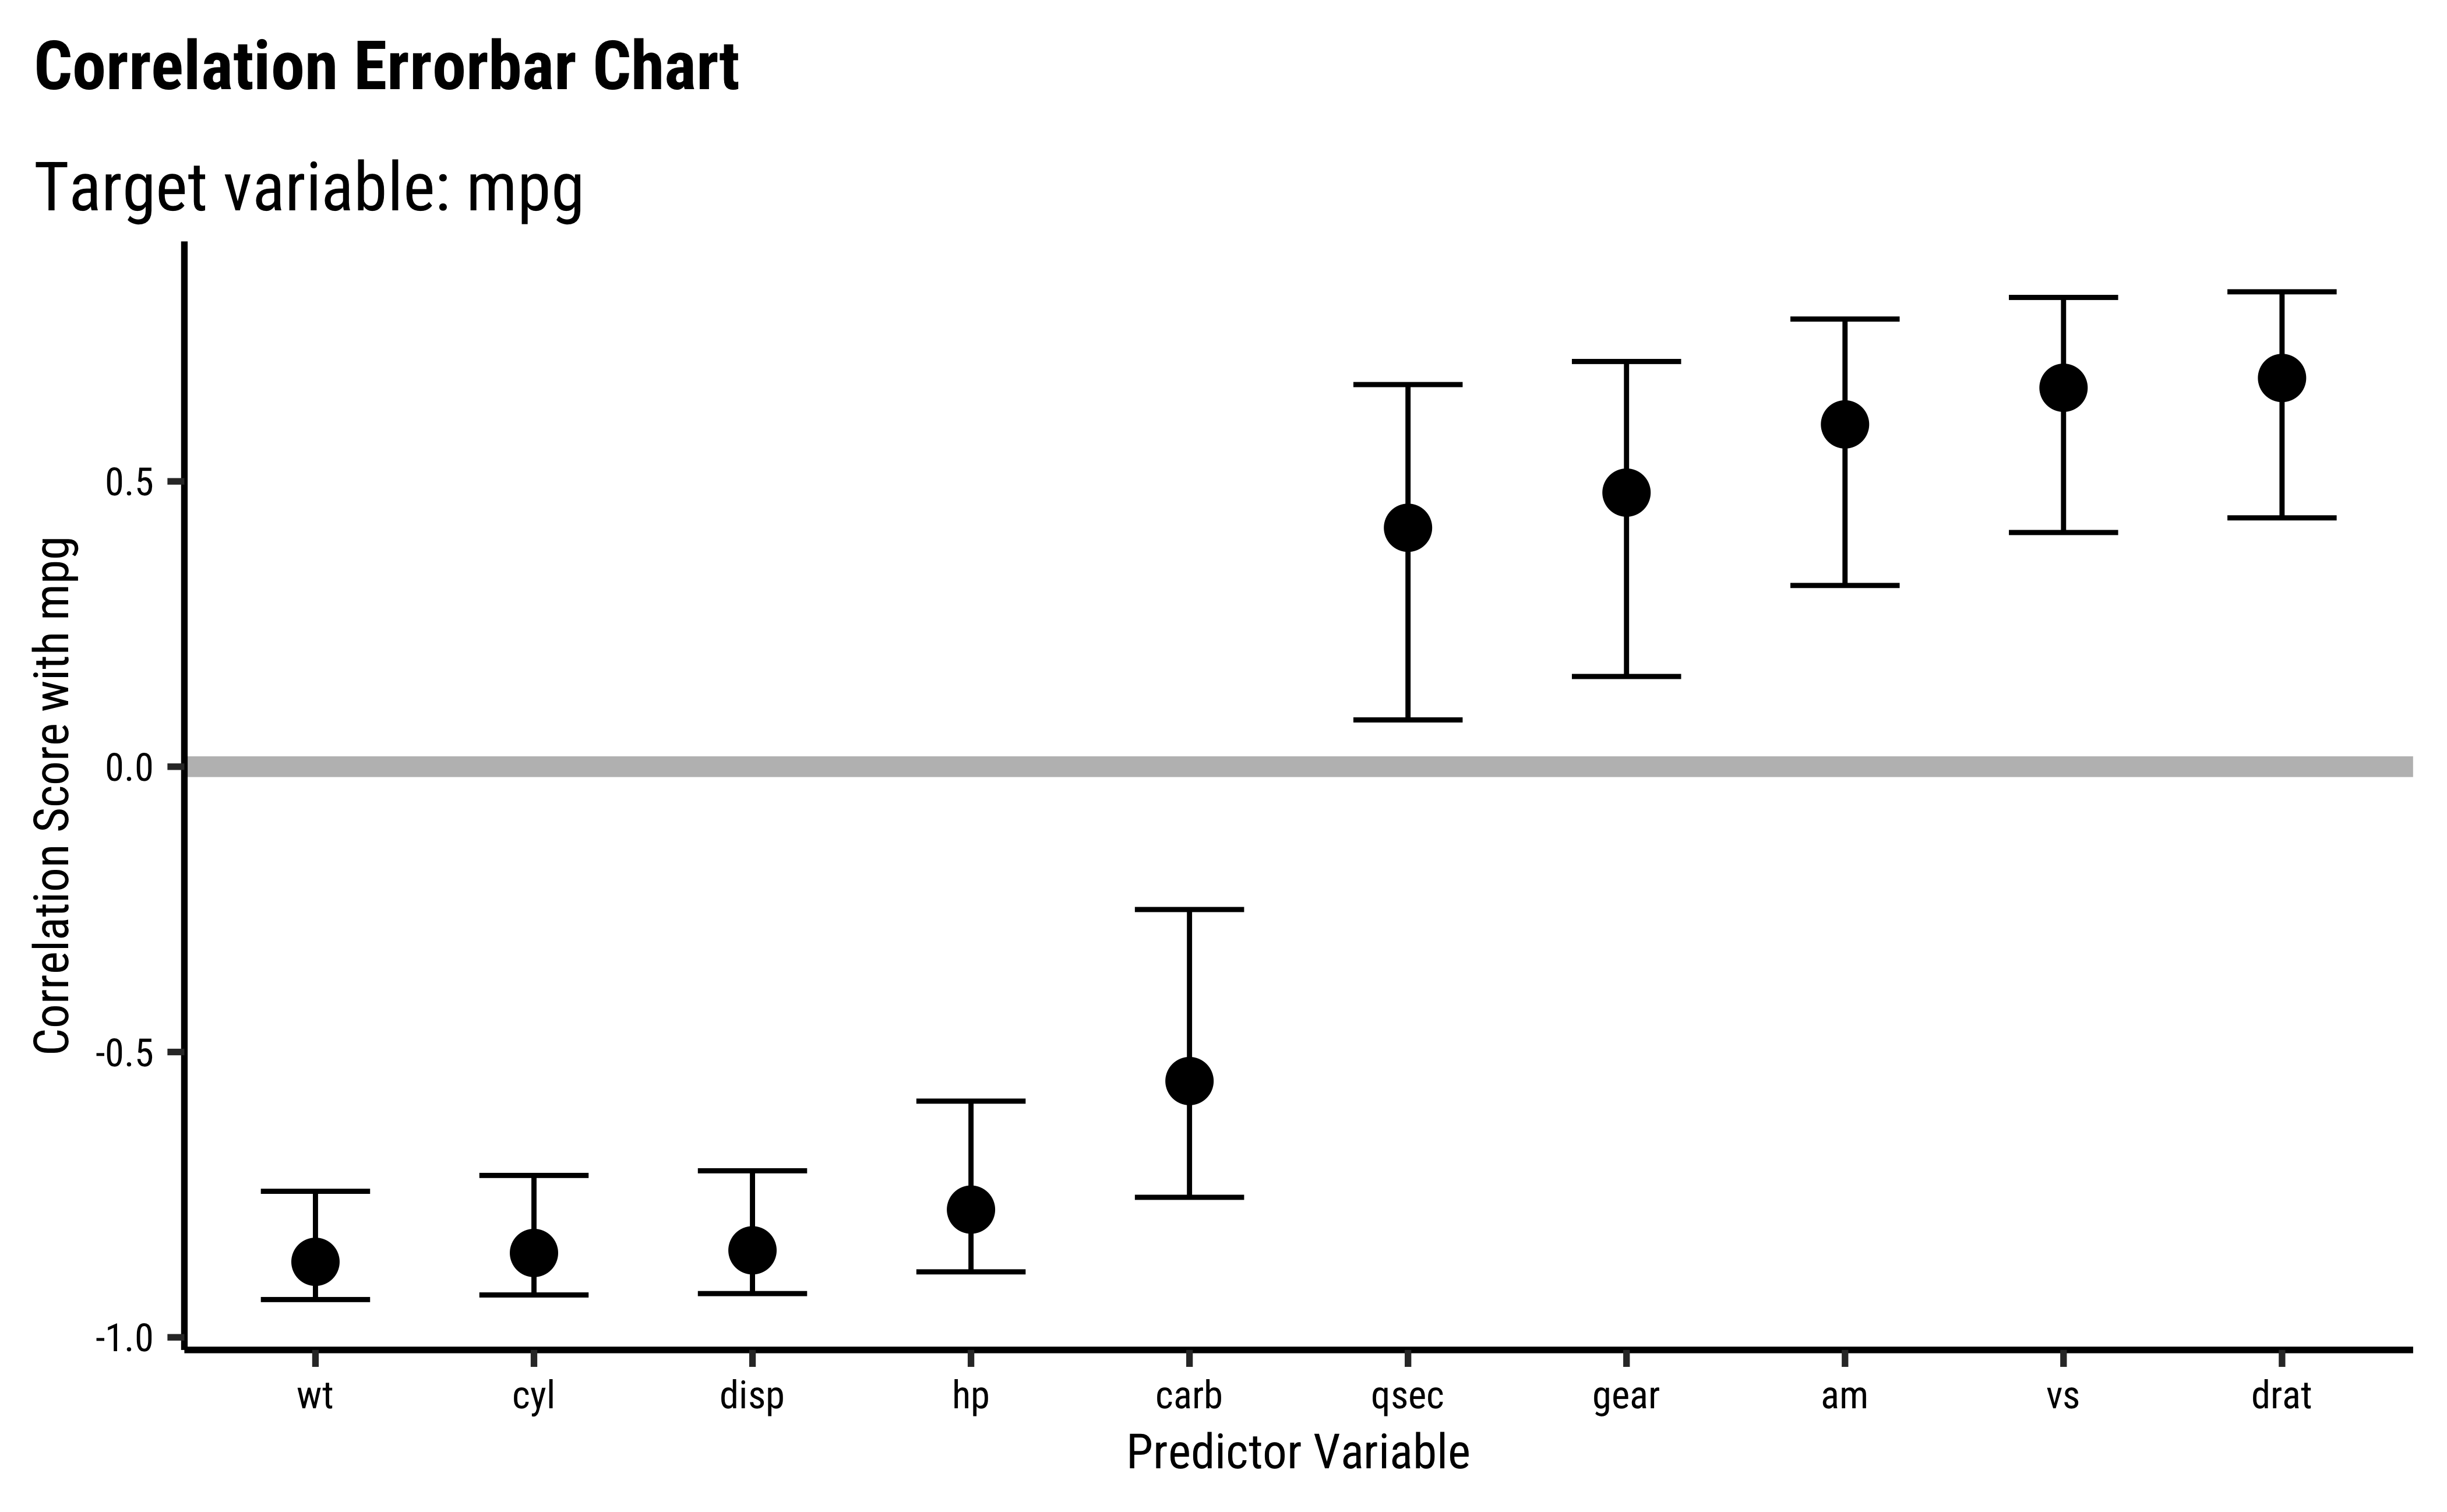 Correlation Errorbar Chart
Target variable: mpg
Correlation Score with mpg
0.5
0.0
-0.5
-1.0
wt cyl disp hp carb qsec gear am vs drat
Predictor Variable